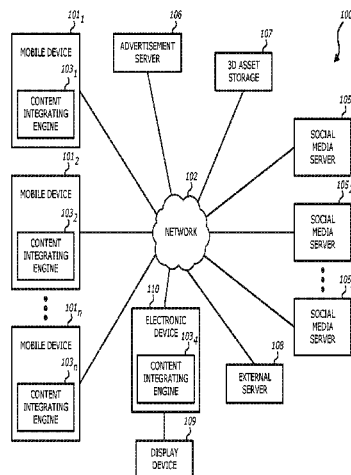 100
101₁
MOBILE DEVICE
103₁
CONTENT
INTEGRATING
ENGINE
106
ADVERTISEMENT
SERVER
107
3D ASSET
STORAGE
105
SOCIAL
MEDIA
SERVER
101₂
MOBILE DEVICE
103₂
CONTENT
INTEGRATING
ENGINE
102
NETWORK
105
SOCIAL
MEDIA
SERVER
101ₙ
MOBILE DEVICE
103ₙ
CONTENT
INTEGRATING
ENGINE
110
ELECTRONIC
DEVICE
103₄
CONTENT
INTEGRATING
ENGINE
105
SOCIAL
MEDIA
SERVER
108
EXTERNAL
SERVER
109
DISPLAY
DEVICE